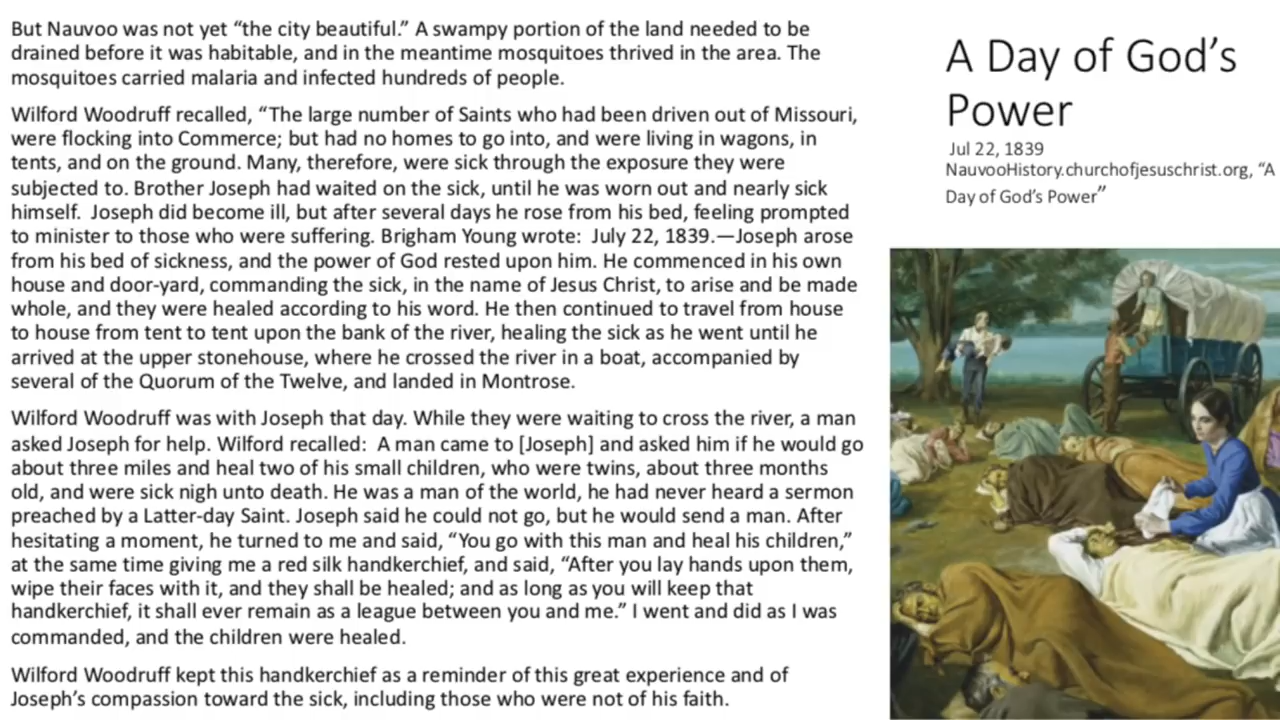 But Nauvoo was not yet “the city beautiful.” A swampy portion of the land needed to be
drained before it was habitable, and in the meantime mosquitoes thrived in the area. The
mosquitoes carried malaria and infected hundreds of people.
Wilford Woodruff recalled, “The large number of Saints who had been driven out of Missouri,
were flocking into Commerce; but had no homes to go into, and were living in wagons, in
tents, and on the ground. Many, therefore, were sick through the exposure they were
subjected to. Brother Joseph had waited on the sick, until he was worn out and nearly sick
himself.  Joseph did become ill, but after several days he rose from his bed, feeling prompted
to minister to those who were suffering. Brigham Young wrote:  July 22, 1839.—Joseph arose
from his bed of sickness, and the power of God rested upon him. He commenced in his own
house and door-yard, commanding the sick, in the name of Jesus Christ, to arise and be made
whole, and they were healed according to his word. He then continued to travel from house
to house from tent to tent upon the bank of the river, healing the sick as he went until he
arrived at the upper stonehouse, where he crossed the river in a boat, accompanied by
several of the Quorum of the Twelve, and landed in Montrose.
Wilford Woodruff was with Joseph that day. While they were waiting to cross the river, a man
asked Joseph for help. Wilford recalled:  A man came to [Joseph] and asked him if he would go
about three miles and heal two of his small children, who were twins, about three months
old, and were sick nigh unto death. He was a man of the world, he had never heard a sermon
preached by a Latter-day Saint. Joseph said he could not go, but he would send a man. After
hesitating a moment, he turned to me and said, “You go with this man and heal his children,”
at the same time giving me a red silk handkerchief, and said, “After you lay hands upon them,
wipe their faces with it, and they shall be healed; and as long as you will keep that
handkerchief, it shall ever remain as a league between you and me.” I went and did as I was
commanded, and the children were healed.
Wilford Woodruff kept this handkerchief as a reminder of this great experience and of
Joseph’s compassion toward the sick, including those who were not of his faith.
A Day of God’s
Power
Jul 22, 1839
NauvooHistory.churchofjesuschrist.org, “A
Day of God’s Power”